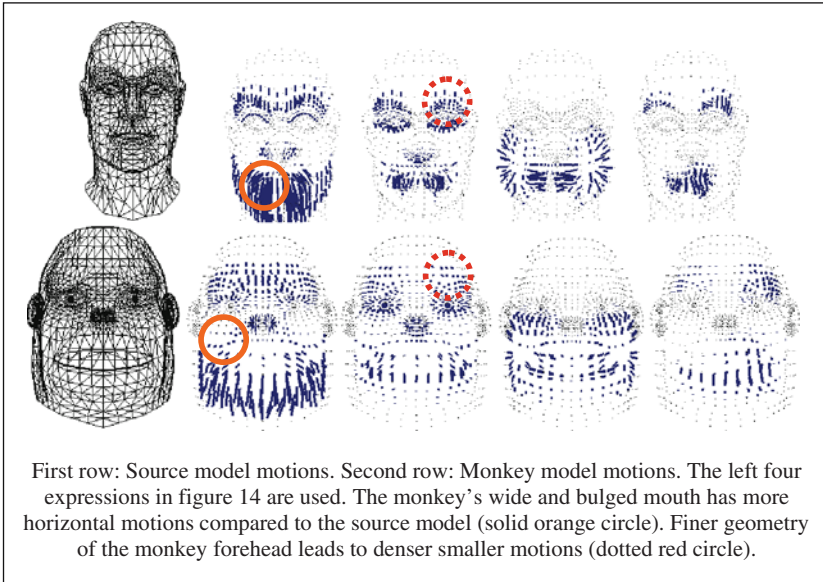 First row: Source model motions. Second row: Monkey model motions. The left four
expressions in figure 14 are used. The monkey's wide and bulged mouth has more
horizontal motions compared to the source model (solid orange circle). Finer geometry
of the monkey forehead leads to denser smaller motions (dotted red circle).